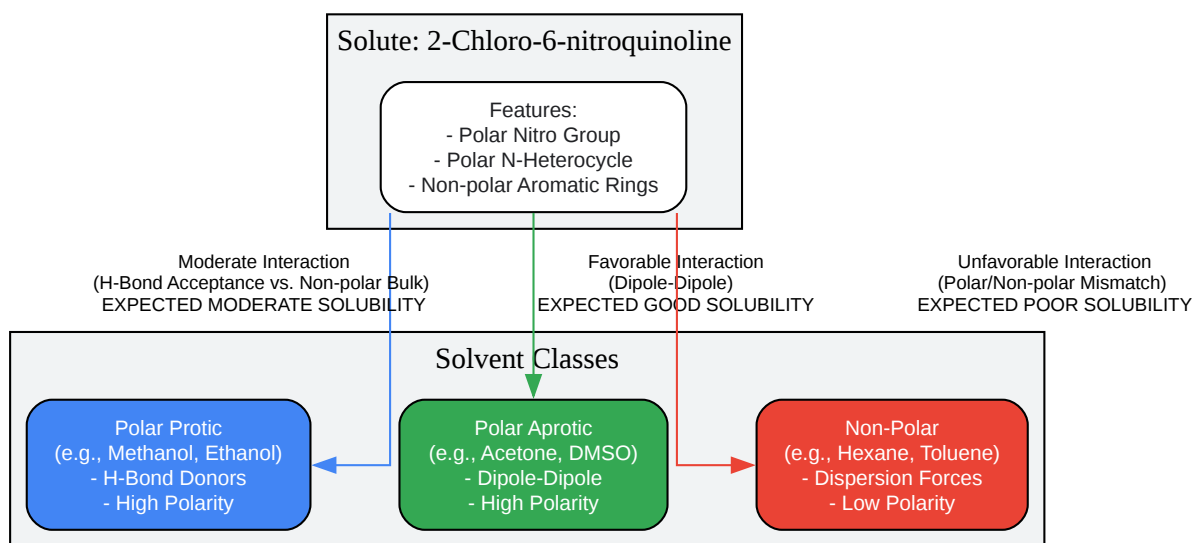 Solute: 2-Chloro-6-nitroquinoline
Features:
- Polar Nitro Group
- Polar N-Heterocycle
- Non-polar Aromatic Rings
Moderate Interaction
(H-Bond Acceptance vs. Non-polar Bulk)
EXPECTED MODERATE SOLUBILITY
Favorable Interaction
(Dipole-Dipole)
EXPECTED GOOD SOLUBILITY
Unfavorable Interaction
(Polar/Non-polar Mismatch)
EXPECTED POOR SOLUBILITY
Solvent Classes
Polar Protic
(e.g., Methanol, Ethanol)
- H-Bond Donors
- High Polarity
Polar Aprotic
(e.g., Acetone, DMSO)
- Dipole-Dipole
- High Polarity
Non-Polar
(e.g., Hexane, Toluene)
- Dispersion Forces
- Low Polarity